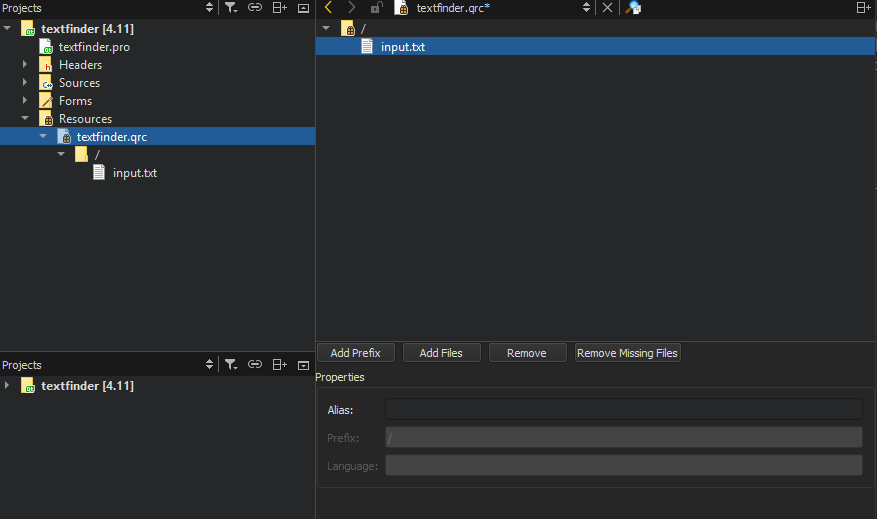 Projects
textfinder [4.11]
textfinder.pro
Headers
Sources
Forms
Resources
textfinder.qrc
/
input.txt
Projects
textfinder [4.11]
textfinder.qrc*
/
input.txt
Add Prefix Add Files Remove Remove Missing Files
Properties
Alias:
Prefix: /
Language: